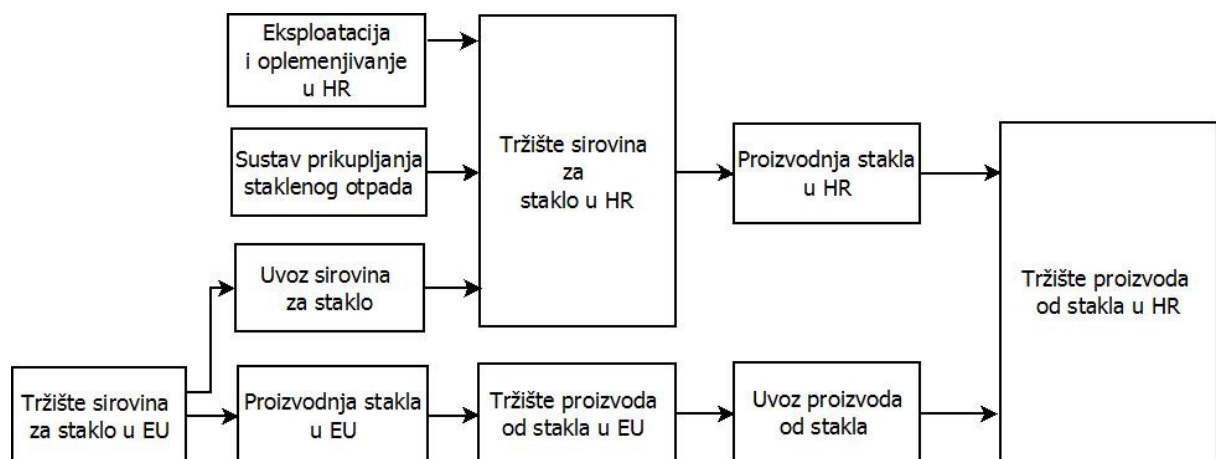 Eksploatacija
i oplemenjivanje
u HR
Sustav prikupljanja
staklenog otpada
Uvoz sirovina
za staklo
Tržište sirovina
za staklo u EU
Proizvodnja stakla
u EU
Tržište sirovina
za
staklo u HR
Tržište proizvoda
od stakla u EU
Proizvodnja stakla
u HR
Uvoz proizvoda
od stakla
Tržište proizvoda
od stakla u HR